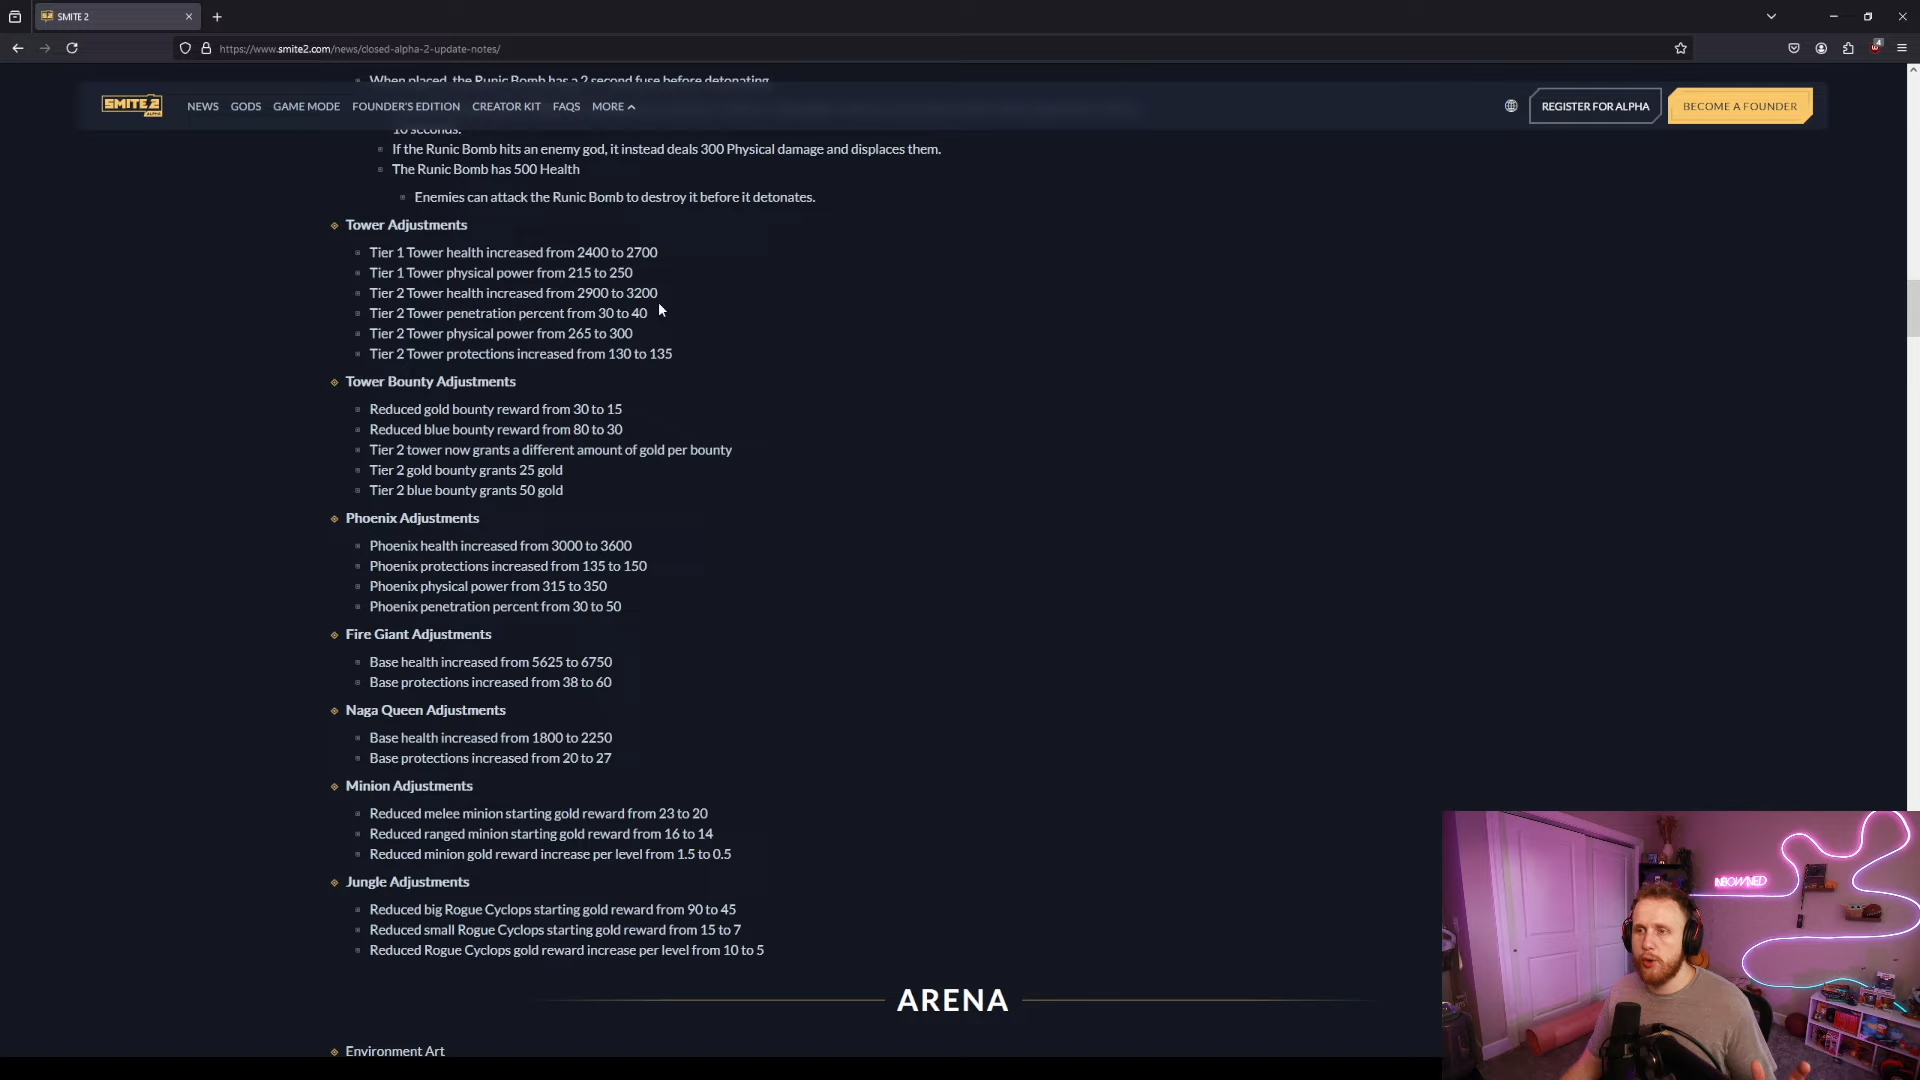 SMITE 2
https://www.smite2.com/news/closed-alpha-2-update-notes/
4
When placed, the Runic Bomb has a 2 second fuse before detonating
SMITE 2
ALPHA
NEWS GODS GAME MODE FOUNDER'S EDITION CREATOR KIT FAQS MORE
REGISTER FOR ALPHA
BECOME A FOUNDER
10 seconds.
If the Runic Bomb hits an enemy god, it instead deals 300 Physical damage and displaces them.
The Runic Bomb has 500 Health
Enemies can attack the Runic Bomb to destroy it before it detonates.
Tower Adjustments
Tier 1 Tower health increased from 2400 to 2700
Tier 1 Tower physical power from 215 to 250
Tier 2 Tower health increased from 2900 to 3200
Tier 2 Tower penetration percent from 30 to 40
Tier 2 Tower physical power from 265 to 300
Tier 2 Tower protections increased from 130 to 135
Tower Bounty Adjustments
Reduced gold bounty reward from 30 to 15
Reduced blue bounty reward from 80 to 30
Tier 2 tower now grants a different amount of gold per bounty
Tier 2 gold bounty grants 25 gold
Tier 2 blue bounty grants 50 gold
Phoenix Adjustments
Phoenix health increased from 3000 to 3600
Phoenix protections increased from 135 to 150
Phoenix physical power from 315 to 350
Phoenix penetration percent from 30 to 50
Fire Giant Adjustments
Base health increased from 5625 to 6750
Base protections increased from 38 to 60
Naga Queen Adjustments
Base health increased from 1800 to 2250
Base protections increased from 20 to 27
Minion Adjustments
Reduced melee minion starting gold reward from 23 to 20
Reduced ranged minion starting gold reward from 16 to 14
Reduced minion gold reward increase per level from 1.5 to 0.5
Jungle Adjustments
Reduced big Rogue Cyclops starting gold reward from 90 to 45
Reduced small Rogue Cyclops starting gold reward from 15 to 7
Reduced Rogue Cyclops gold reward increase per level from 10 to 5
ARENA
Environment Art